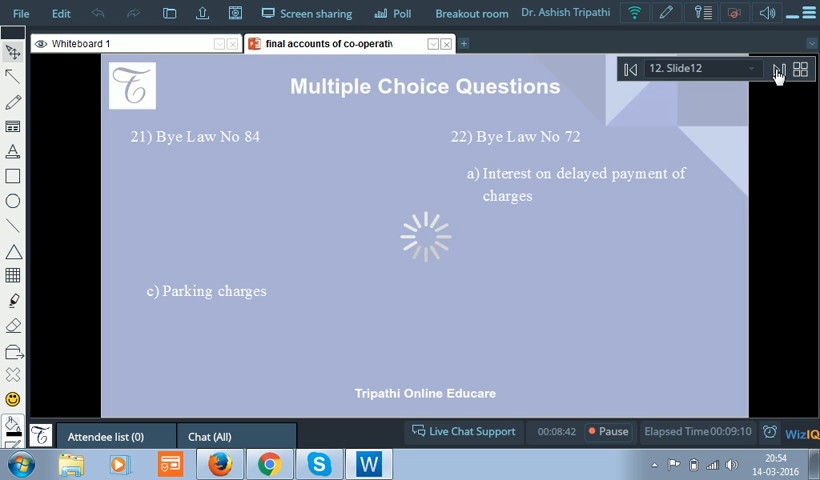 File Edit Screen sharing Poll Breakout room Dr. Ashish Tripathi
Whiteboard 1 final accounts of co-operati
12. Slide12
Multiple Choice Questions
21) Bye Law No 84
22) Bye Law No 72
a) Interest on delayed payment of
charges
c) Parking charges
Tripathi Online Educare
Attendee list (0) Chat (All) Live Chat Support 00:08:42 Pause Elapsed Time 00:09:10 WizIQ
20:54
14-03-2016